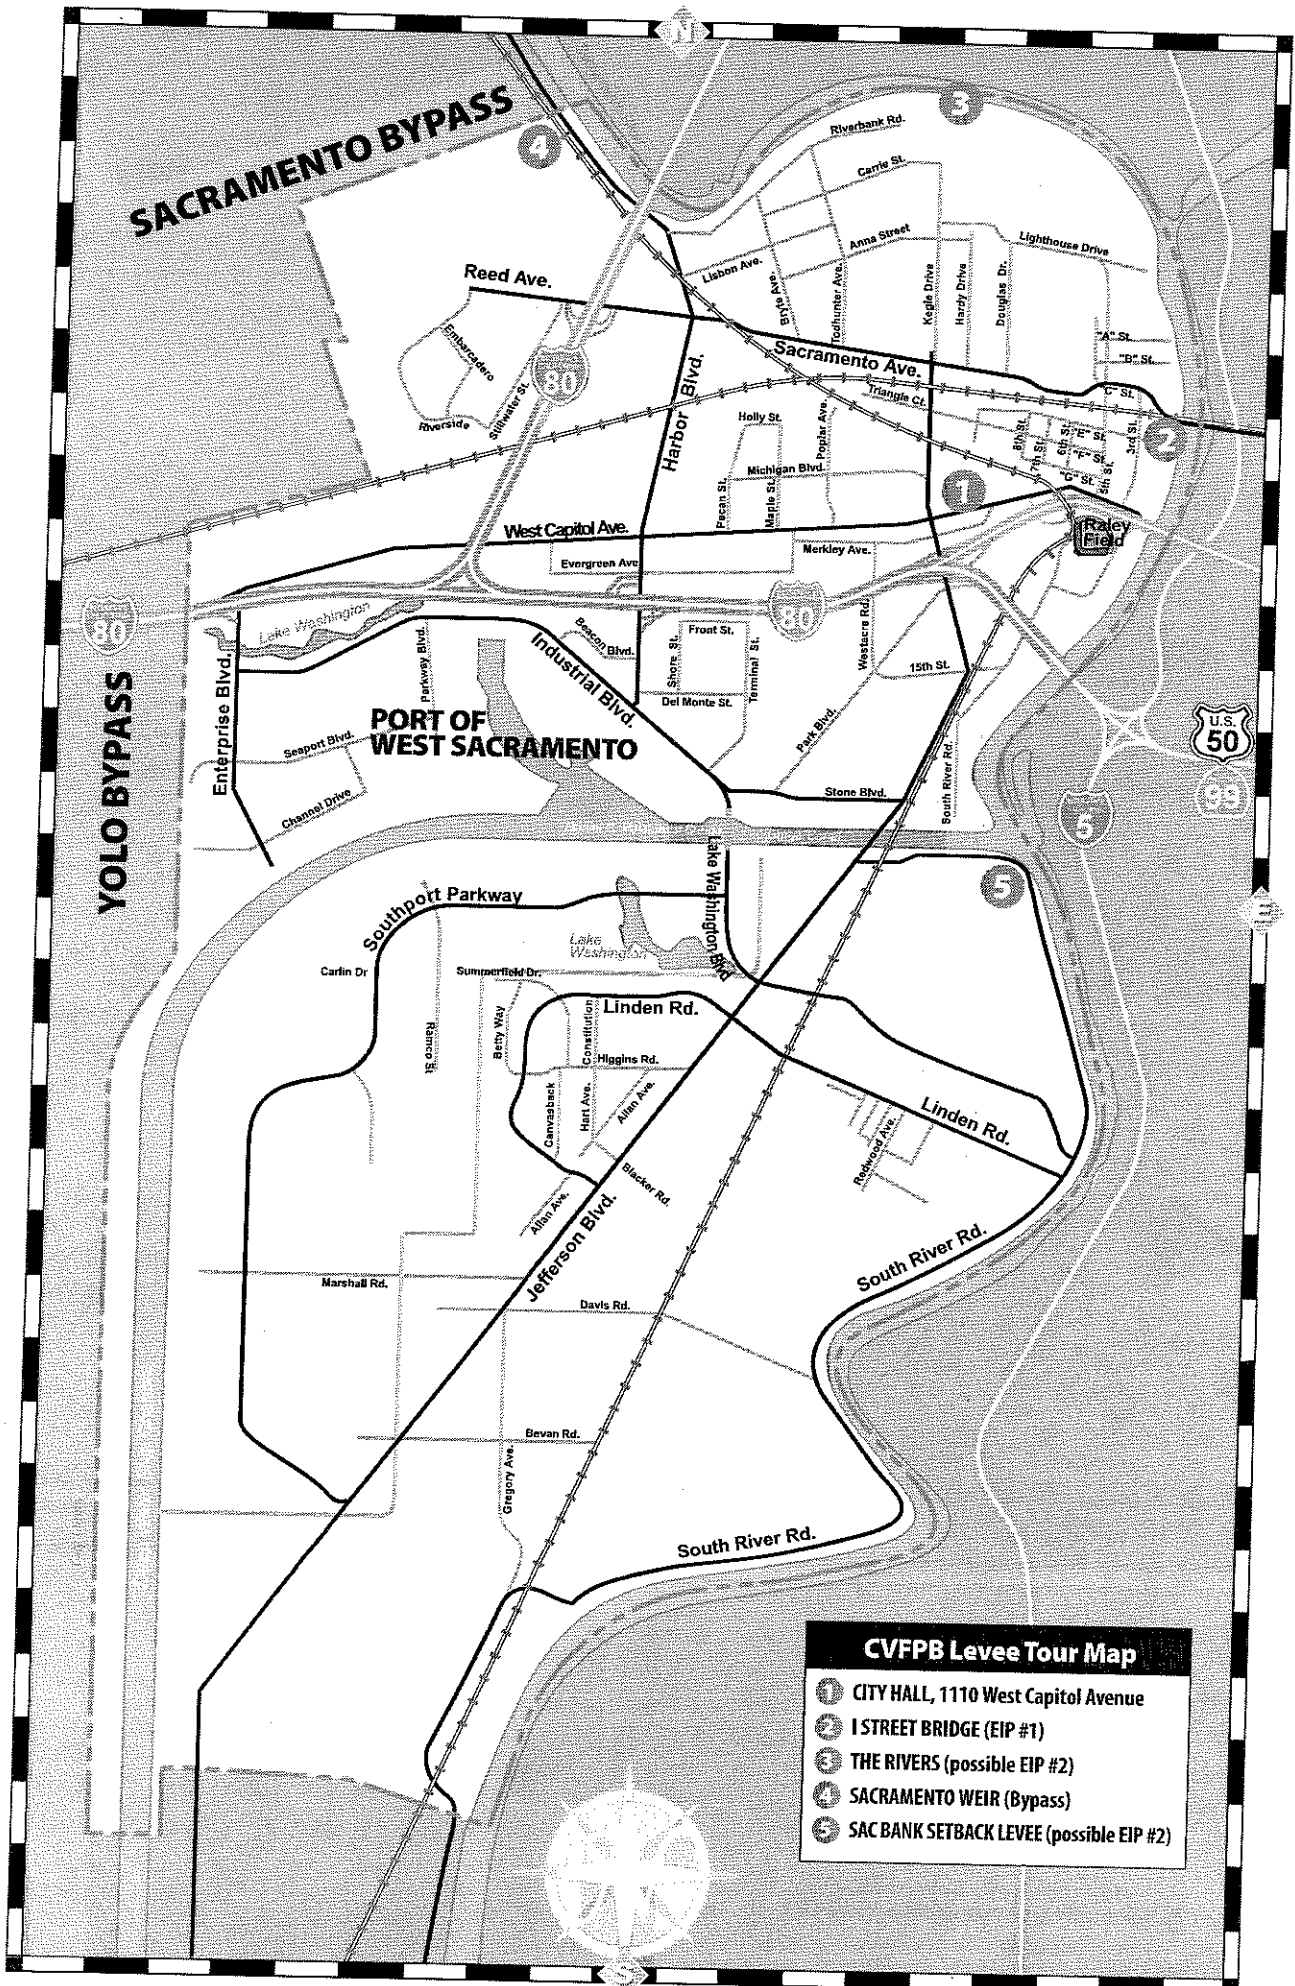 N
SACRAMENTO BYPASS
3
4
Riverbank Rd.
Carrie St.
Anna Street
Lighthouse Drive
Lisbon Ave.
Reed Ave.
Bryte Ave.
Todhunter Ave.
Kegle Drive
Hardy Drive
Douglas Dr.
Embarcadero
"A" St.
"B" St.
Sacramento Ave.
80
Harbor Blvd.
Stillwater St.
Riverside
Triangle Ct.
"C" St.
Holly St.
Poplar Ave.
8th St.
7th St.
6th St.
"E" St.
"F" St.
"G" St.
5th St.
3rd St.
2
Michigan Blvd.
Pecan St.
Maple St.
1
West Capitol Ave.
Raley
Field
Merkley Ave.
Evergreen Ave
80
80
Lake Washington
Beacon Blvd.
Front St.
Westacre Rd.
Industrial Blvd.
Shore St.
Terminal St.
15th St.
Parkway Blvd.
Enterprise Blvd.
Del Monte St.
PORT OF
WEST SACRAMENTO
Park Blvd.
U.S.
50
99
5
YOLO BYPASS
Seaport Blvd.
Channel Drive
Stone Blvd.
South River Rd.
Lake Washington Blvd
5
E
Southport Parkway
Lake
Washington
Carlin Dr
Summerfield Dr.
Linden Rd.
Ramco St
Betty Way
Constitution
Higgins Rd.
Canvasback
Hart Ave.
Allan Ave.
Linden Rd.
Redwood Ave.
Blacker Rd.
Allan Ave.
Jefferson Blvd.
South River Rd.
Marshall Rd.
Davis Rd.
Bevan Rd.
Gregory Ave.
South River Rd.
CVFPB Levee Tour Map
1 CITY HALL, 1110 West Capitol Avenue
2 I STREET BRIDGE (EIP #1)
3 THE RIVERS (possible EIP #2)
4 SACRAMENTO WEIR (Bypass)
5 SAC BANK SETBACK LEVEE (possible EIP #2)
S